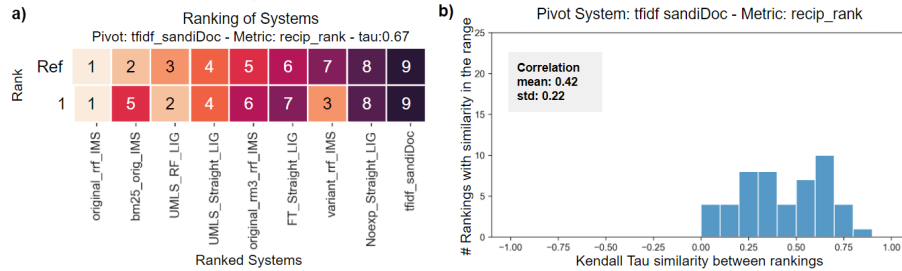 a)
Ranking of Systems
Pivot: tfidf_sandiDoc - Metric: recip_rank - tau:0.67
Rank
Ref 1 2 3 4 5 6 7 8 9
1 1 5 2 4 6 7 3 8 9
original_rrf_IMS
bm25_orig_IMS
UMLS_RF_LIG
UMLS_Straight_LIG
original_rm3_rrf_IMS
FT_Straight_LIG
variant_rrf_IMS
Noexp_Straight_LIG
tfidf_sandiDoc
Ranked Systems
b)
Pivot System: tfidf sandiDoc - Metric: recip_rank
# Rankings with similarity in the range
25
20
15
10
5
0
Correlation
mean: 0.42
std: 0.22
−1.00 −0.75 −0.50 −0.25 0.00 0.25 0.50 0.75 1.00
Kendall Tau similarity between rankings